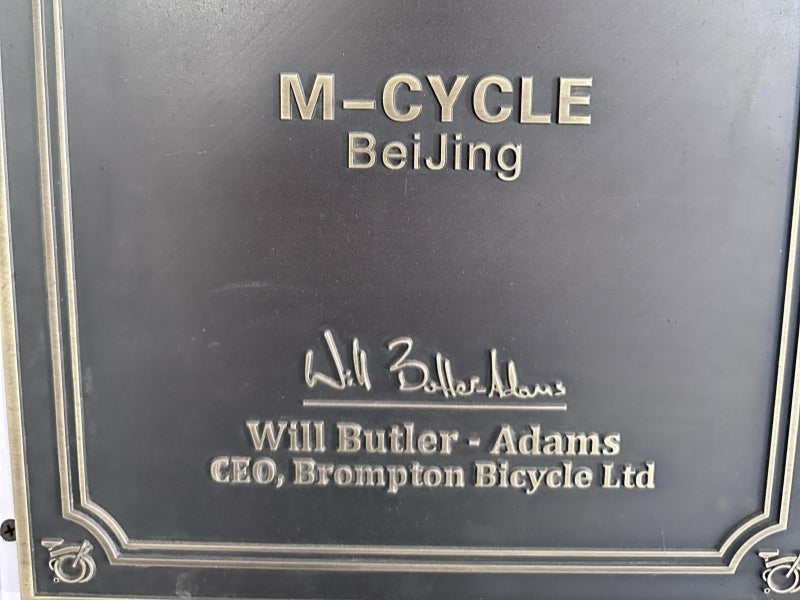 M-CYCLE
BeiJing
Will Butler-Adams
Will Butler - Adams
CEO, Brompton Bicycle Ltd